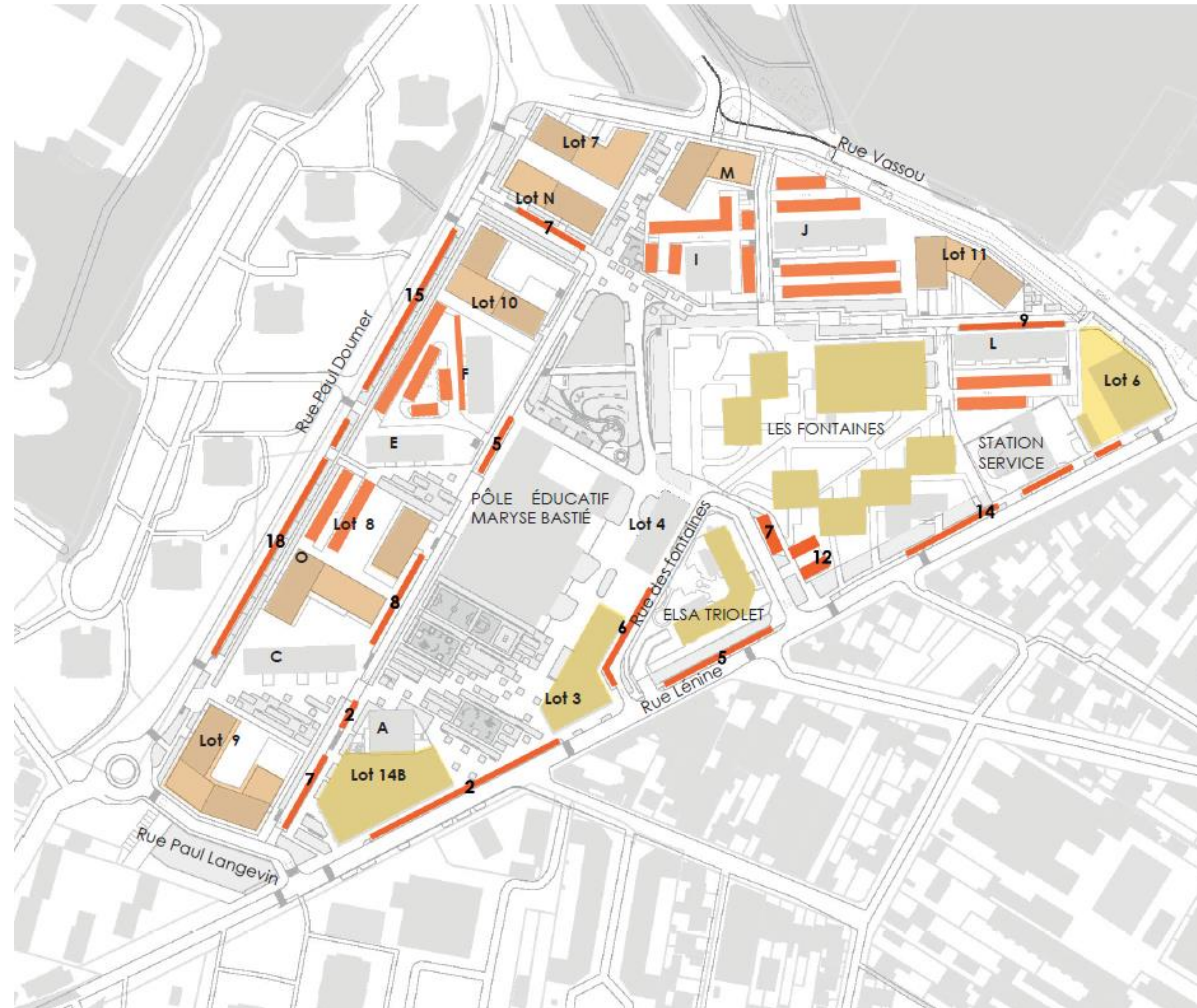 Lot 7
Rue Vassou
M
Lot N
7
J
I
Lot 11
15
Lot 10
9
L
Rue Paul Doumer
F
Lot 6
LES FONTAINES
E
5
STATION
SERVICE
PÔLE ÉDUCATIF
MARYSE BASTIÉ
Lot 8
Lot 4
7
14
18
O
12
Rue des fontaines
8
ELSA TRIOLET
6
C
5
Lot 3
Rue Lénine
2
A
Lot 9
7
Lot 14B
2
Rue Paul Langevin